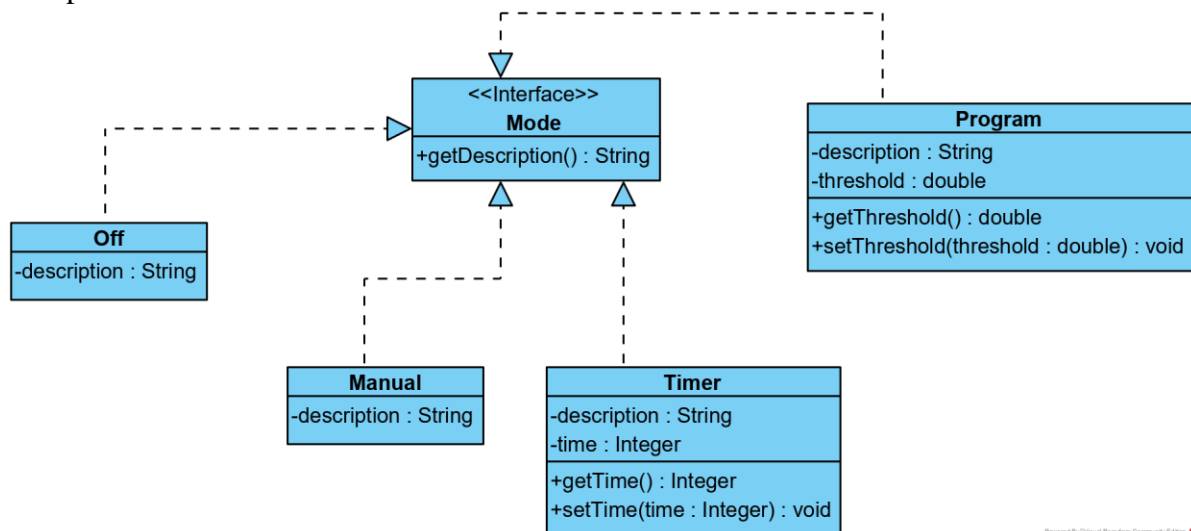 <<Interface>>
Mode
+getDescription() : String
Program
-description : String
-threshold : double
+getThreshold() : double
+setThreshold(threshold : double) : void
Off
-description : String
Manual
-description : String
Timer
-description : String
-time : Integer
+getTime() : Integer
+setTime(time : Integer) : void